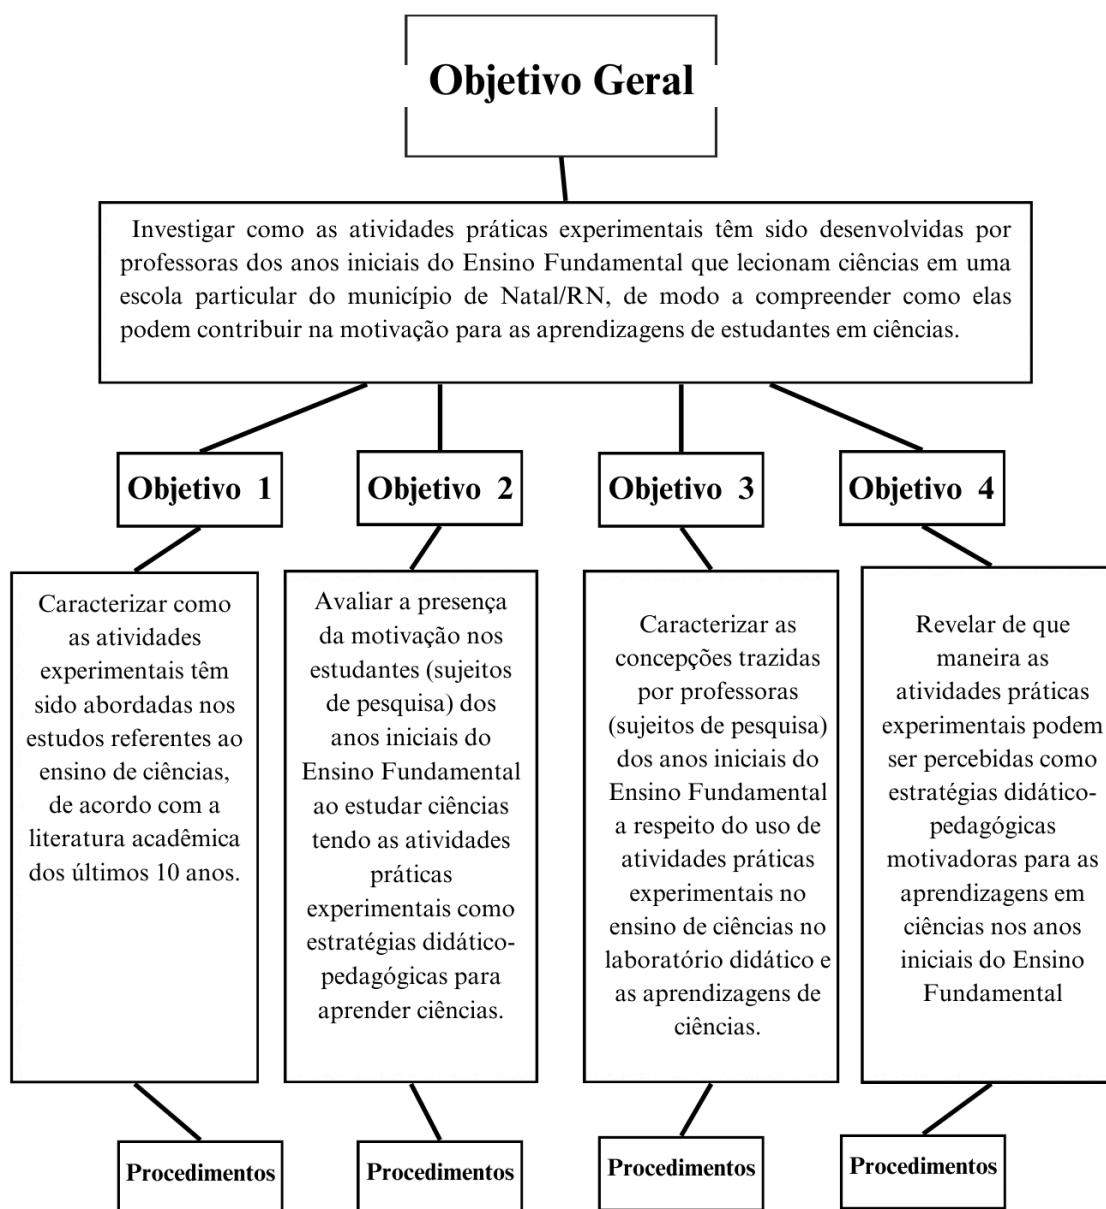 Objetivo Geral
Investigar como as atividades práticas experimentais têm sido desenvolvidas por
professoras dos anos iniciais do Ensino Fundamental que lecionam ciências em uma
escola particular do município de Natal/RN, de modo a compreender como elas
podem contribuir na motivação para as aprendizagens de estudantes em ciências.
Objetivo 1
Caracterizar como
as atividades
experimentais têm
sido abordadas nos
estudos referentes ao
ensino de ciências,
de acordo com a
literatura acadêmica
dos últimos 10 anos.
Procedimentos
Objetivo 2
Avaliar a presença
da motivação nos
estudantes (sujeitos
de pesquisa) dos
anos iniciais do
Ensino Fundamental
ao estudar ciências
tendo as atividades
práticas
experimentais como
estratégias didático-
pedagógicas para
aprender ciências.
Procedimentos
Objetivo 3
Caracterizar as
concepções trazidas
por professoras
(sujeitos de pesquisa)
dos anos iniciais do
Ensino Fundamental
a respeito do uso de
atividades práticas
experimentais no
ensino de ciências no
laboratório didático e
as aprendizagens de
ciências.
Procedimentos
Objetivo 4
Revelar de que
maneira as
atividades práticas
experimentais podem
ser percebidas como
estratégias didático-
pedagógicas
motivadoras para as
aprendizagens em
ciências nos anos
iniciais do Ensino
Fundamental
Procedimentos